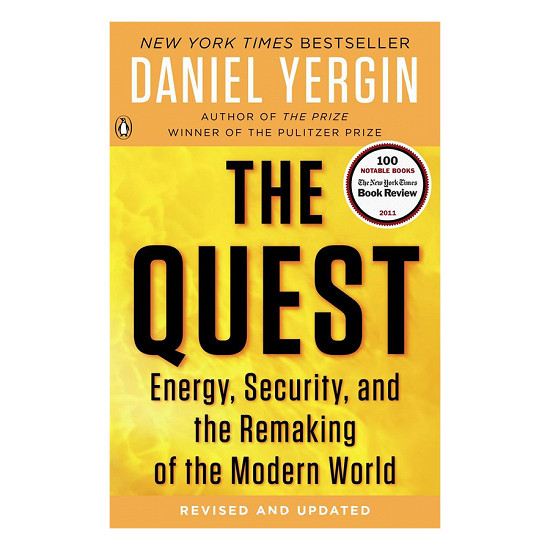 NEW YORK TIMES BESTSELLER
DANIEL YERGIN
AUTHOR OF THE PRIZE
WINNER OF THE PULITZER PRIZE
100
NOTABLE BOOKS
The New York Times
Book Review
2011
THE
QUEST
Energy, Security, and
the Remaking
of the Modern World
REVISED AND UPDATED